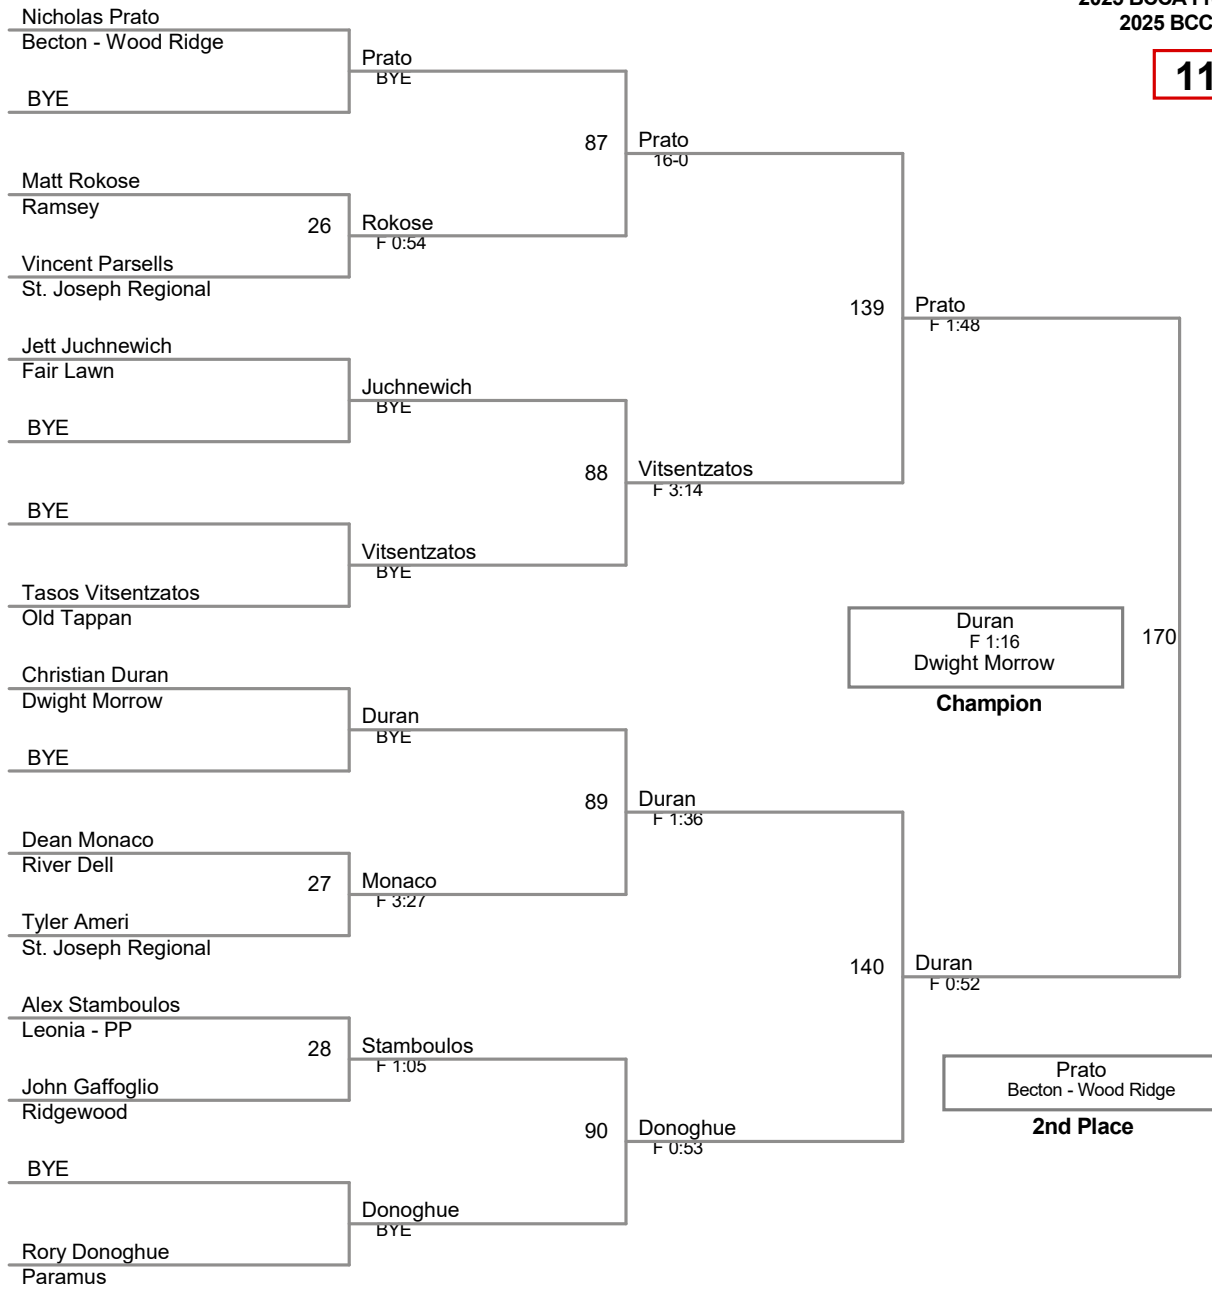 2025 BCC
11
Nicholas Prato
Becton - Wood Ridge
BYE
Matt Rokose
Ramsey
Vincent Parsells
St. Joseph Regional
Jett Juchnewich
Fair Lawn
BYE
BYE
Tasos Vitsentzatos
Old Tappan
Christian Duran
Dwight Morrow
BYE
Dean Monaco
River Dell
Tyler Ameri
St. Joseph Regional
Alex Stamboulos
Leonia - PP
John Gaffoglio
Ridgewood
BYE
Rory Donoghue
Paramus
26
27
28
Prato
BYE
Rokose
F 0:54
Juchnewich
BYE
Vitsentzatos
BYE
Duran
BYE
Monaco
F 3:27
Stamboulos
F 1:05
Donoghue
BYE
87
88
89
90
Prato
16-0
Vitsentzatos
F 3:14
Duran
F 1:36
Donoghue
F 0:53
139
140
Prato
F 1:48
Duran
F 0:52
170
Duran
F 1:16
Dwight Morrow
Champion
Prato
Becton - Wood Ridge
2nd Place